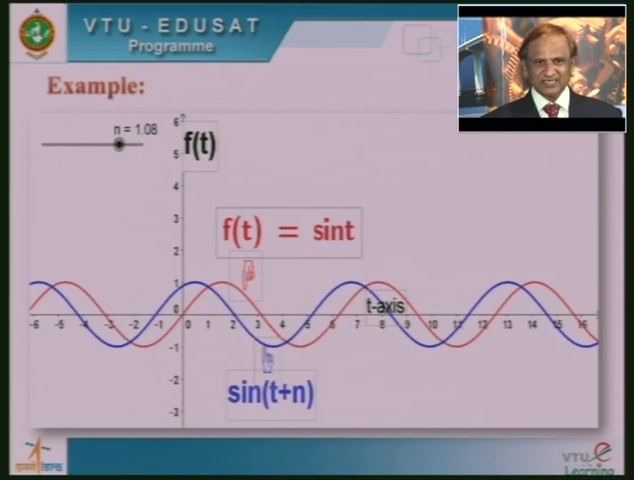 VTU - EDUSAT
Programme
Example:
n = 1.08
f(t)
6
5
4
3
2
1
0
-1
-2
-3
f(t) = sint
t-axis
-6 -5 -4 -3 -2 -1 0 1 2 3 4 5 6 7 8 9 10 11 12 13 14 15 16
sin(t+n)
VTU
Learning